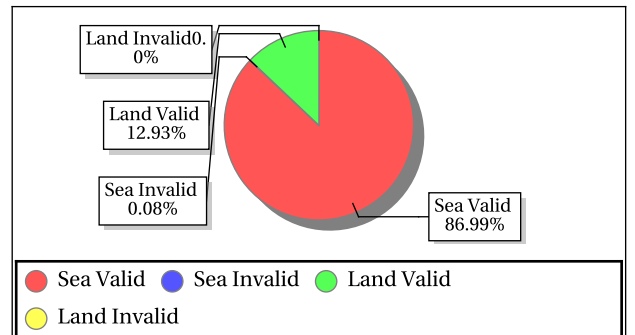 Land Invalid0.
0%
Land Valid
12.93%
Sea Invalid
0.08%
Sea Valid
86.99%
Sea Valid Sea Invalid Land Valid
Land Invalid